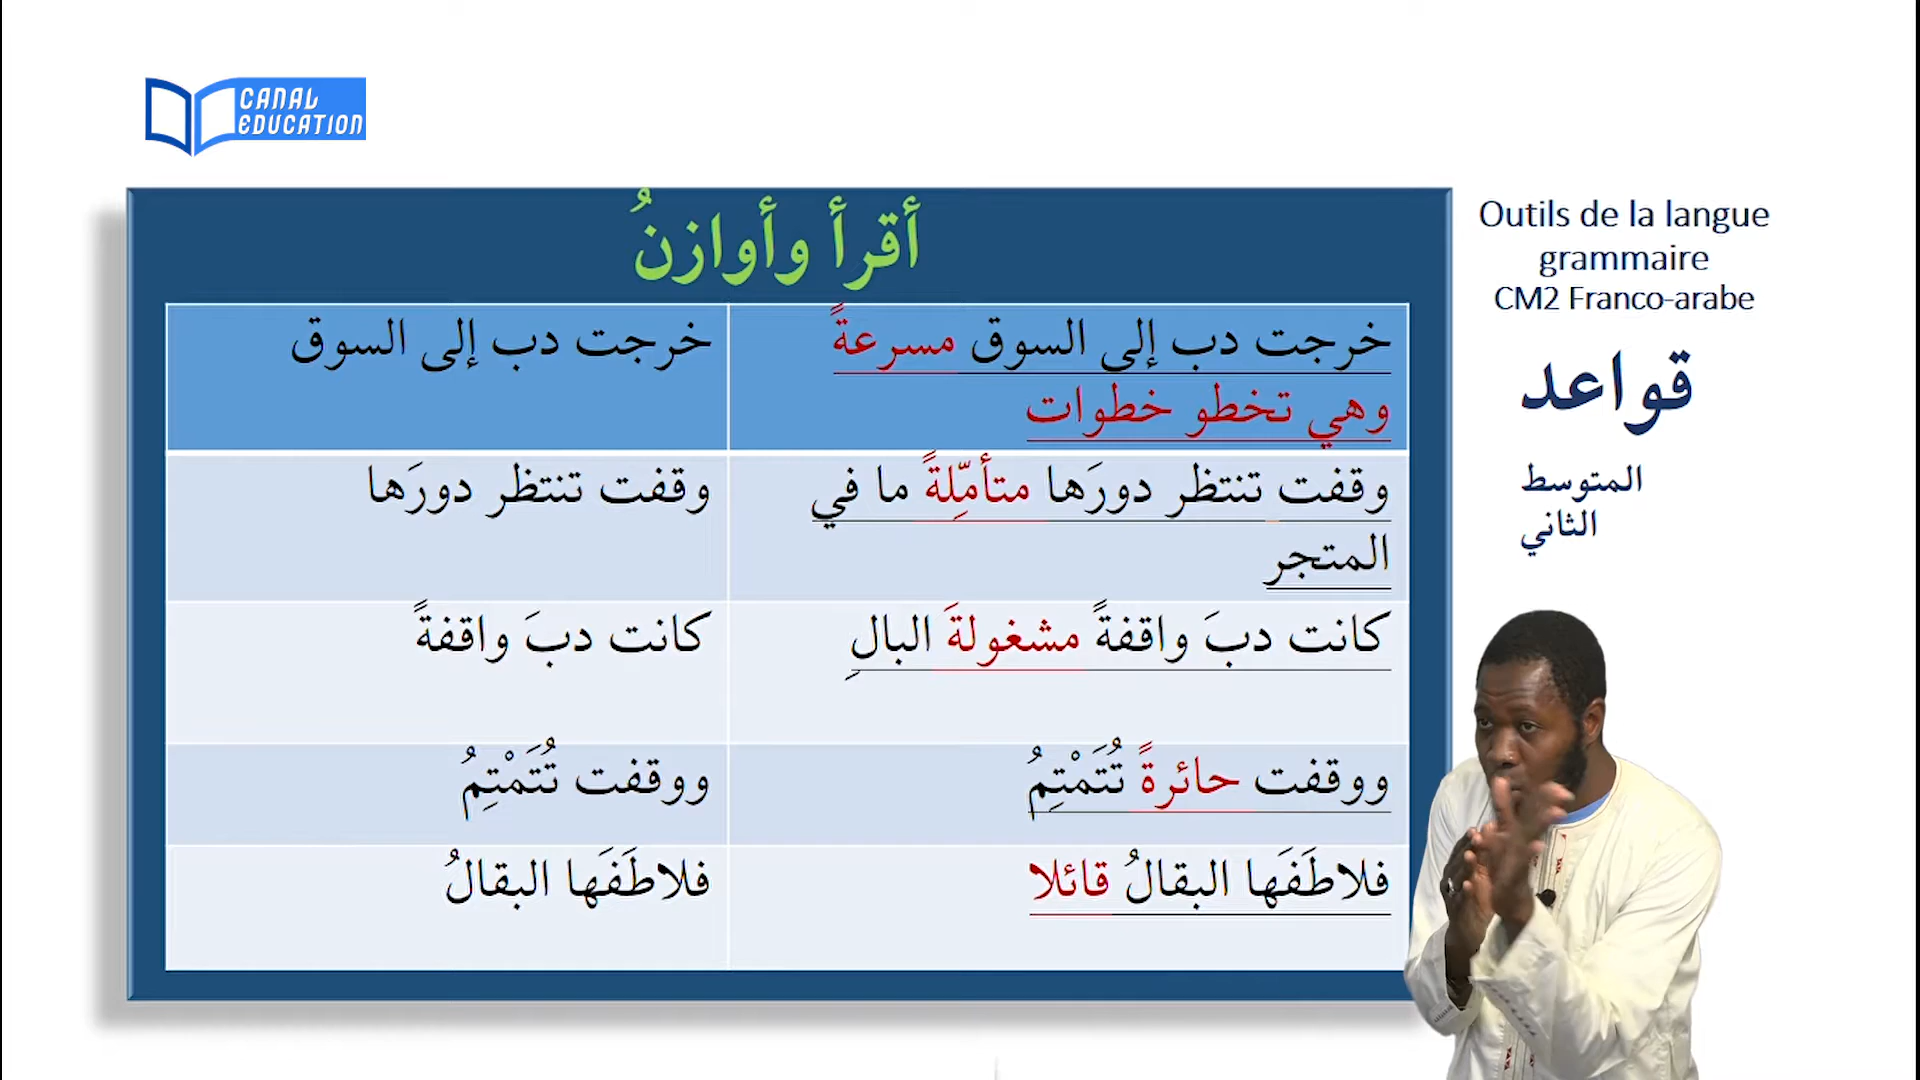 CANAL
EDUCATION
أقرأ وأوازنُ
خرجت دب إلى السوق مسرعةً
وهي تخطو خطوات
خرجت دب إلى السوق
وقفت تنتظر دورَها متأمّلِةً ما في
المتجر
وقفت تنتظر دورَها
كانت دبَ واقفةً مشغولةَ البالِ
كانت دبَ واقفةً
ووقفت حائرةً تُتَمْتِمُ
ووقفت تُتَمْتِمُ
فلاطَفَها البقالُ قائلا
فلاطَفَها البقالُ
Outils de la langue
grammaire
CM2 Franco-arabe
قواعد
المتوسط
الثاني